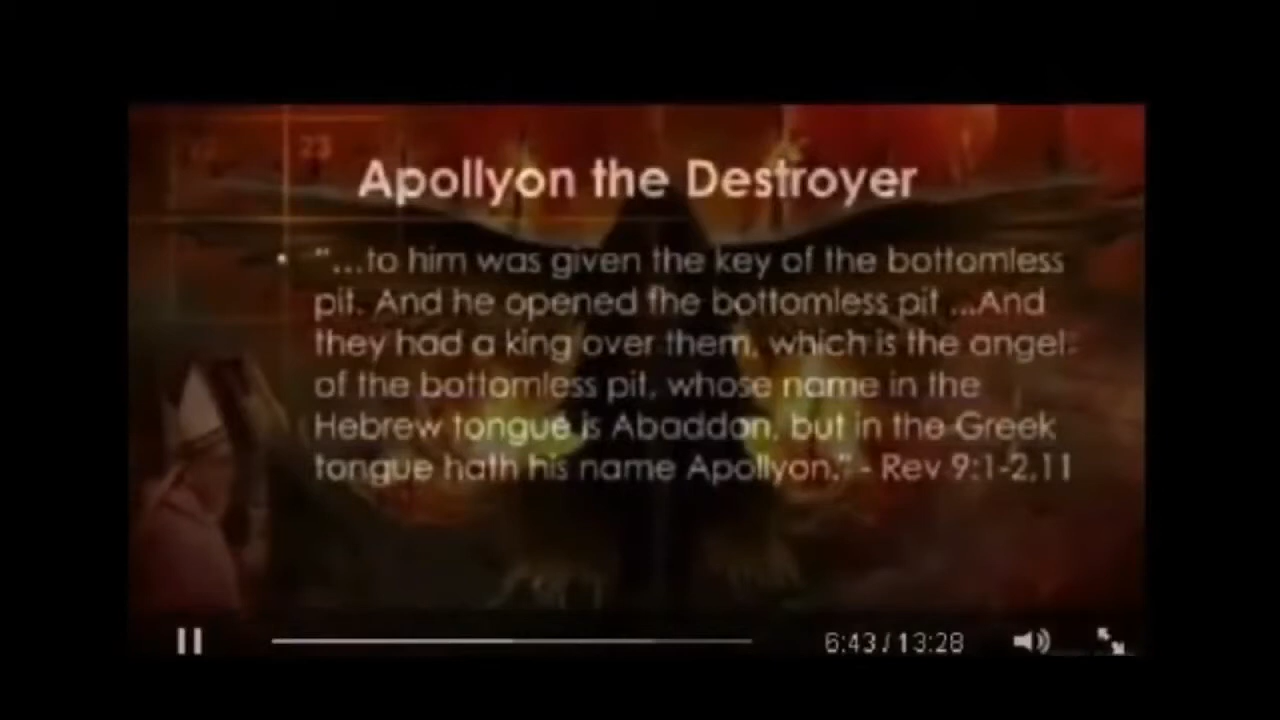 23
Apollyon the Destroyer
• "...to him was given the key of the bottomless
pit. And he opened the bottomless pit ...And
they had a king over them, which is the angel
of the bottomless pit, whose name in the
Hebrew tongue is Abaddon, but in the Greek
tongue hath his name Apollyon." - Rev 9:1-2,11
6:43 / 13:28